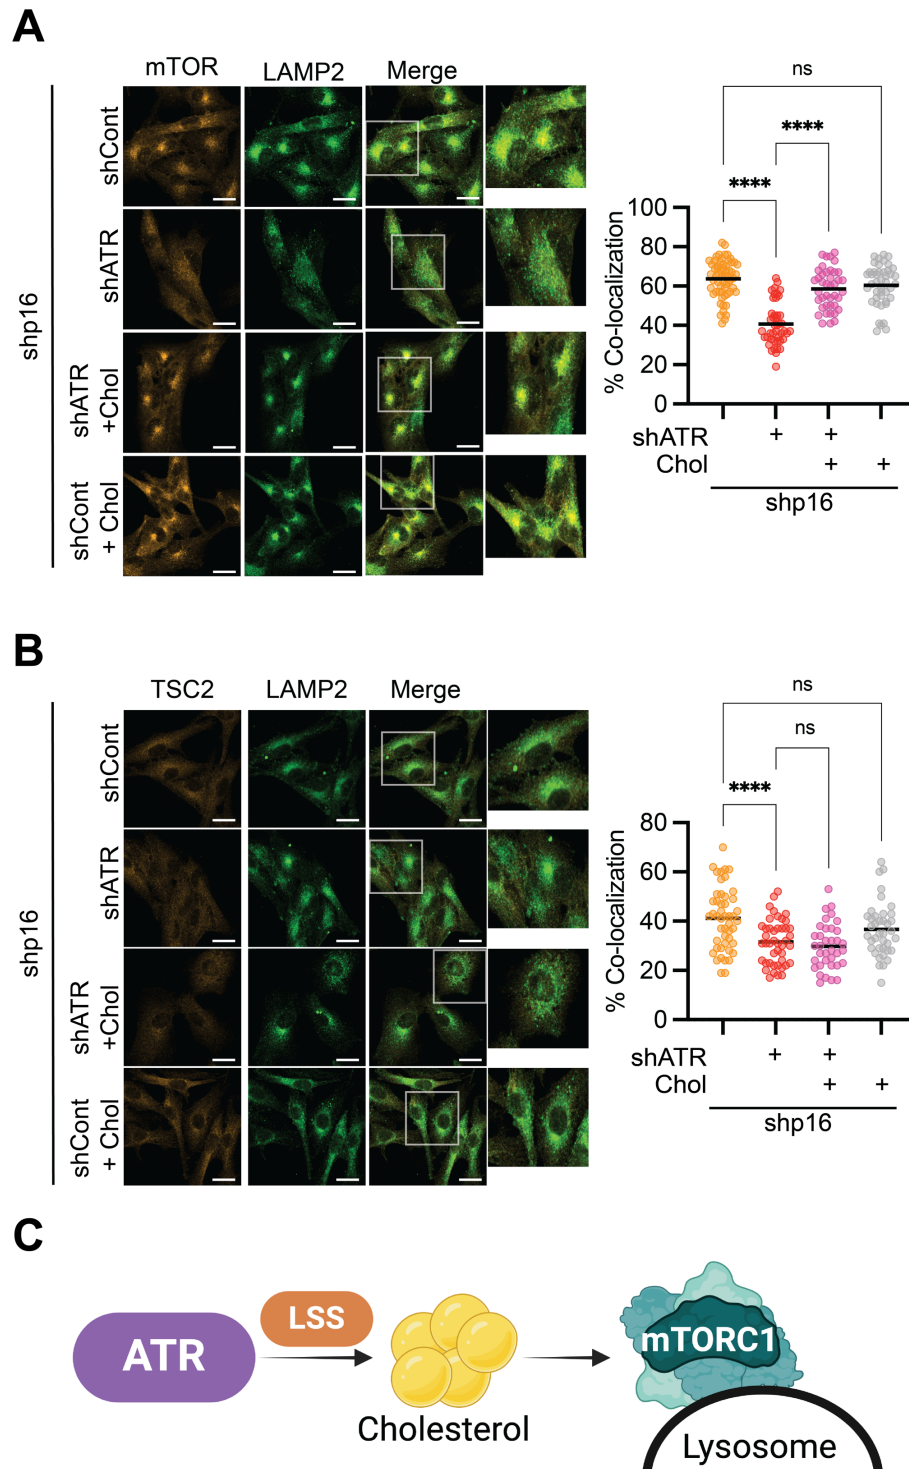 A
mTOR LAMP2 Merge
shp16
shCont
shATR
shATR
+Chol
shCont
+ Chol
ns
****
****
% Co-localization
100
80
60
40
20
0
shATR + +
Chol + +
shp16
B
TSC2 LAMP2 Merge
shp16
shCont
shATR
shATR
+Chol
shCont
+ Chol
ns
ns
****
% Co-localization
80
60
40
20
0
shATR + +
Chol + +
shp16
C
ATR
LSS
Cholesterol
mTORC1
Lysosome